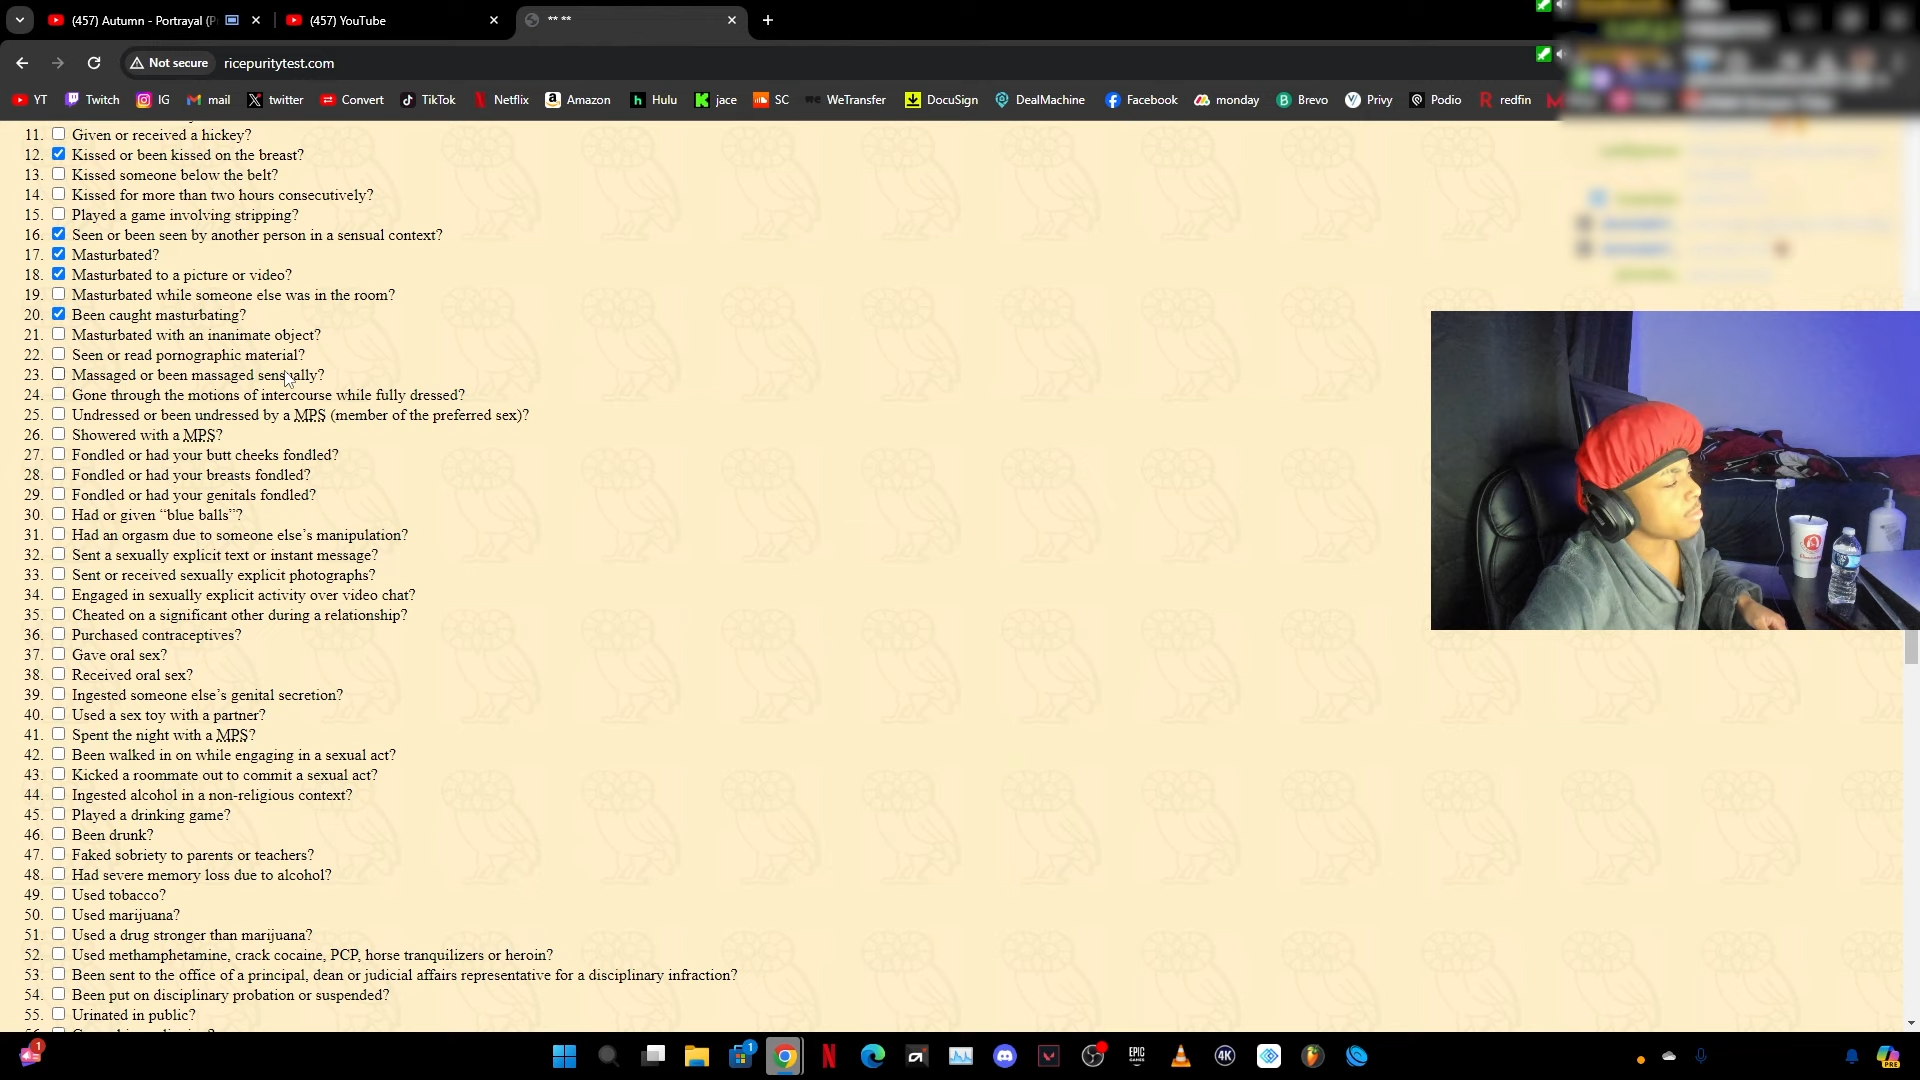 (457) Autumn - Portrayal (P
(457) YouTube
** **
Not secure
ricepuritytest.com
YT
Twitch
IG
mail
twitter
Convert
TikTok
Netflix
Amazon
Hulu
jace
SC
WeTransfer
DocuSign
DealMachine
Facebook
monday
Brevo
Privy
Podio
redfin
11. Given or received a hickey?
12. Kissed or been kissed on the breast?
13. Kissed someone below the belt?
14. Kissed for more than two hours consecutively?
15. Played a game involving stripping?
16. Seen or been seen by another person in a sensual context?
17. Masturbated?
18. Masturbated to a picture or video?
19. Masturbated while someone else was in the room?
20. Been caught masturbating?
21. Masturbated with an inanimate object?
22. Seen or read pornographic material?
23. Massaged or been massaged sensually?
24. Gone through the motions of intercourse while fully dressed?
25. Undressed or been undressed by a MPS (member of the preferred sex)?
26. Showered with a MPS?
27. Fondled or had your butt cheeks fondled?
28. Fondled or had your breasts fondled?
29. Fondled or had your genitals fondled?
30. Had or given “blue balls”?
31. Had an orgasm due to someone else’s manipulation?
32. Sent a sexually explicit text or instant message?
33. Sent or received sexually explicit photographs?
34. Engaged in sexually explicit activity over video chat?
35. Cheated on a significant other during a relationship?
36. Purchased contraceptives?
37. Gave oral sex?
38. Received oral sex?
39. Ingested someone else’s genital secretion?
40. Used a sex toy with a partner?
41. Spent the night with a MPS?
42. Been walked in on while engaging in a sexual act?
43. Kicked a roommate out to commit a sexual act?
44. Ingested alcohol in a non-religious context?
45. Played a drinking game?
46. Been drunk?
47. Faked sobriety to parents or teachers?
48. Had severe memory loss due to alcohol?
49. Used tobacco?
50. Used marijuana?
51. Used a drug stronger than marijuana?
52. Used methamphetamine, crack cocaine, PCP, horse tranquilizers or heroin?
53. Been sent to the office of a principal, dean or judicial affairs representative for a disciplinary infraction?
54. Been put on disciplinary probation or suspended?
55. Urinated in public?
1
1
EPIC GAMES
4K
PRE